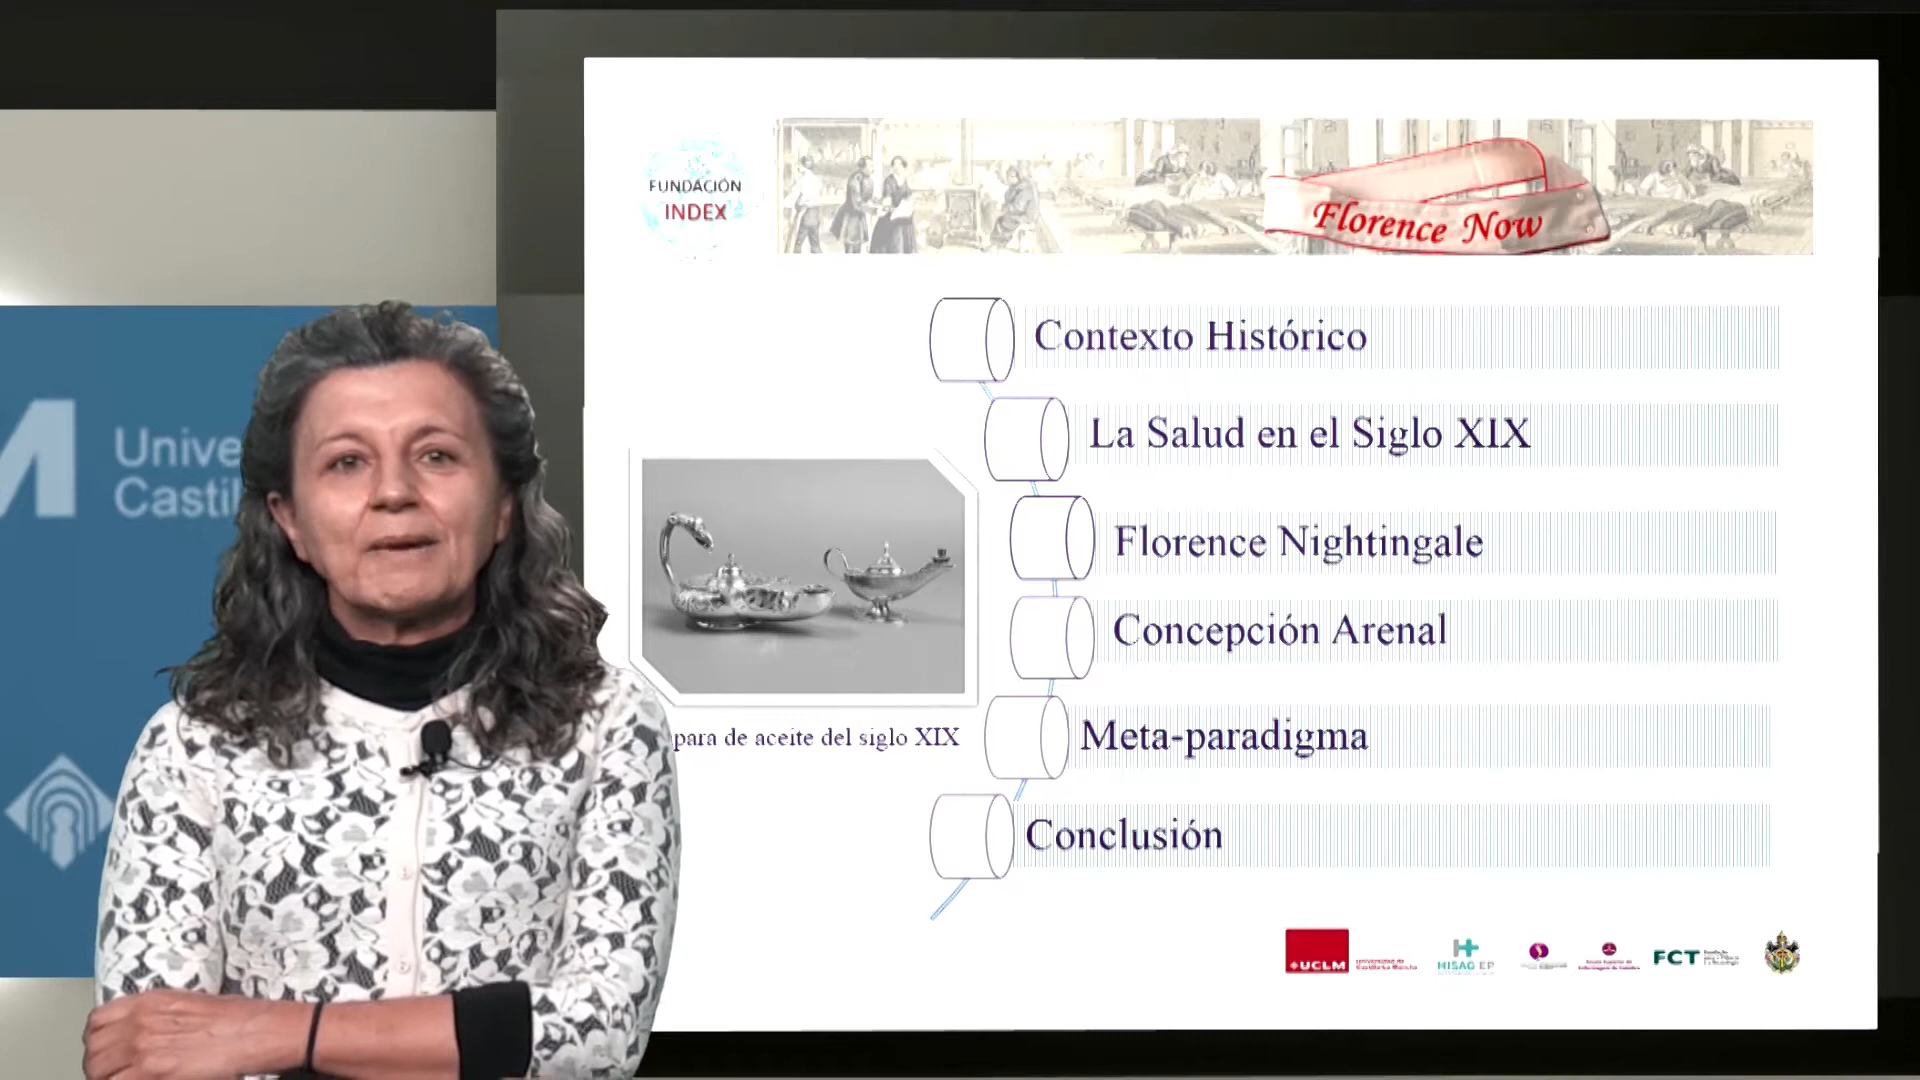 FUNDACIÓN
INDEX
Florence Now
Contexto Histórico
La Salud en el Siglo XIX
Florence Nightingale
Concepción Arenal
para de aceite del siglo XIX
Meta-paradigma
Conclusión
M
Unive
Castil
UCLM
HISAG EP
FCT